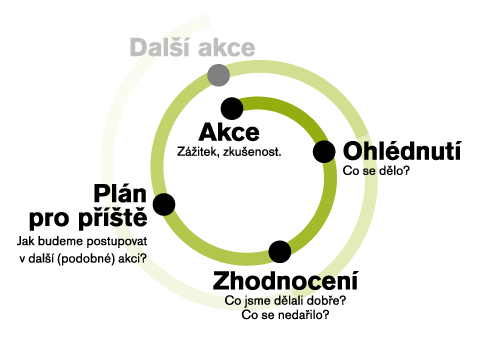 Další akce
Akce
Zážitek, zkušenost.
Ohlédnutí
Co se dělo?
Zhodnocení
Co jsme dělali dobře?
Co se nedařilo?
Plán
pro příště
Jak budeme postupovat
v další (podobné) akci?